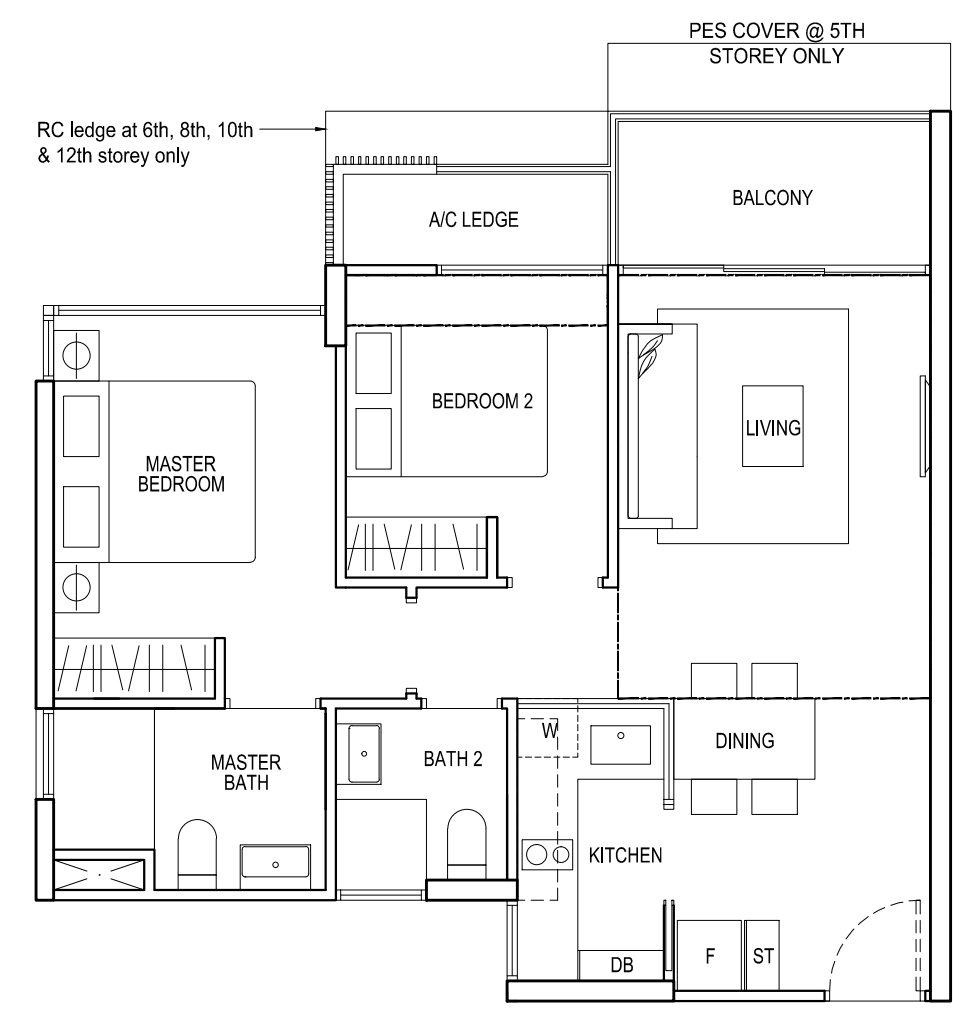 PES COVER @ 5TH
STOREY ONLY
RC ledge at 6th, 8th, 10th
& 12th storey only
BALCONY
A/C LEDGE
BEDROOM 2
LIVING
MASTER
BEDROOM
W
DINING
MASTER
BATH
BATH 2
KITCHEN
F
ST
DB